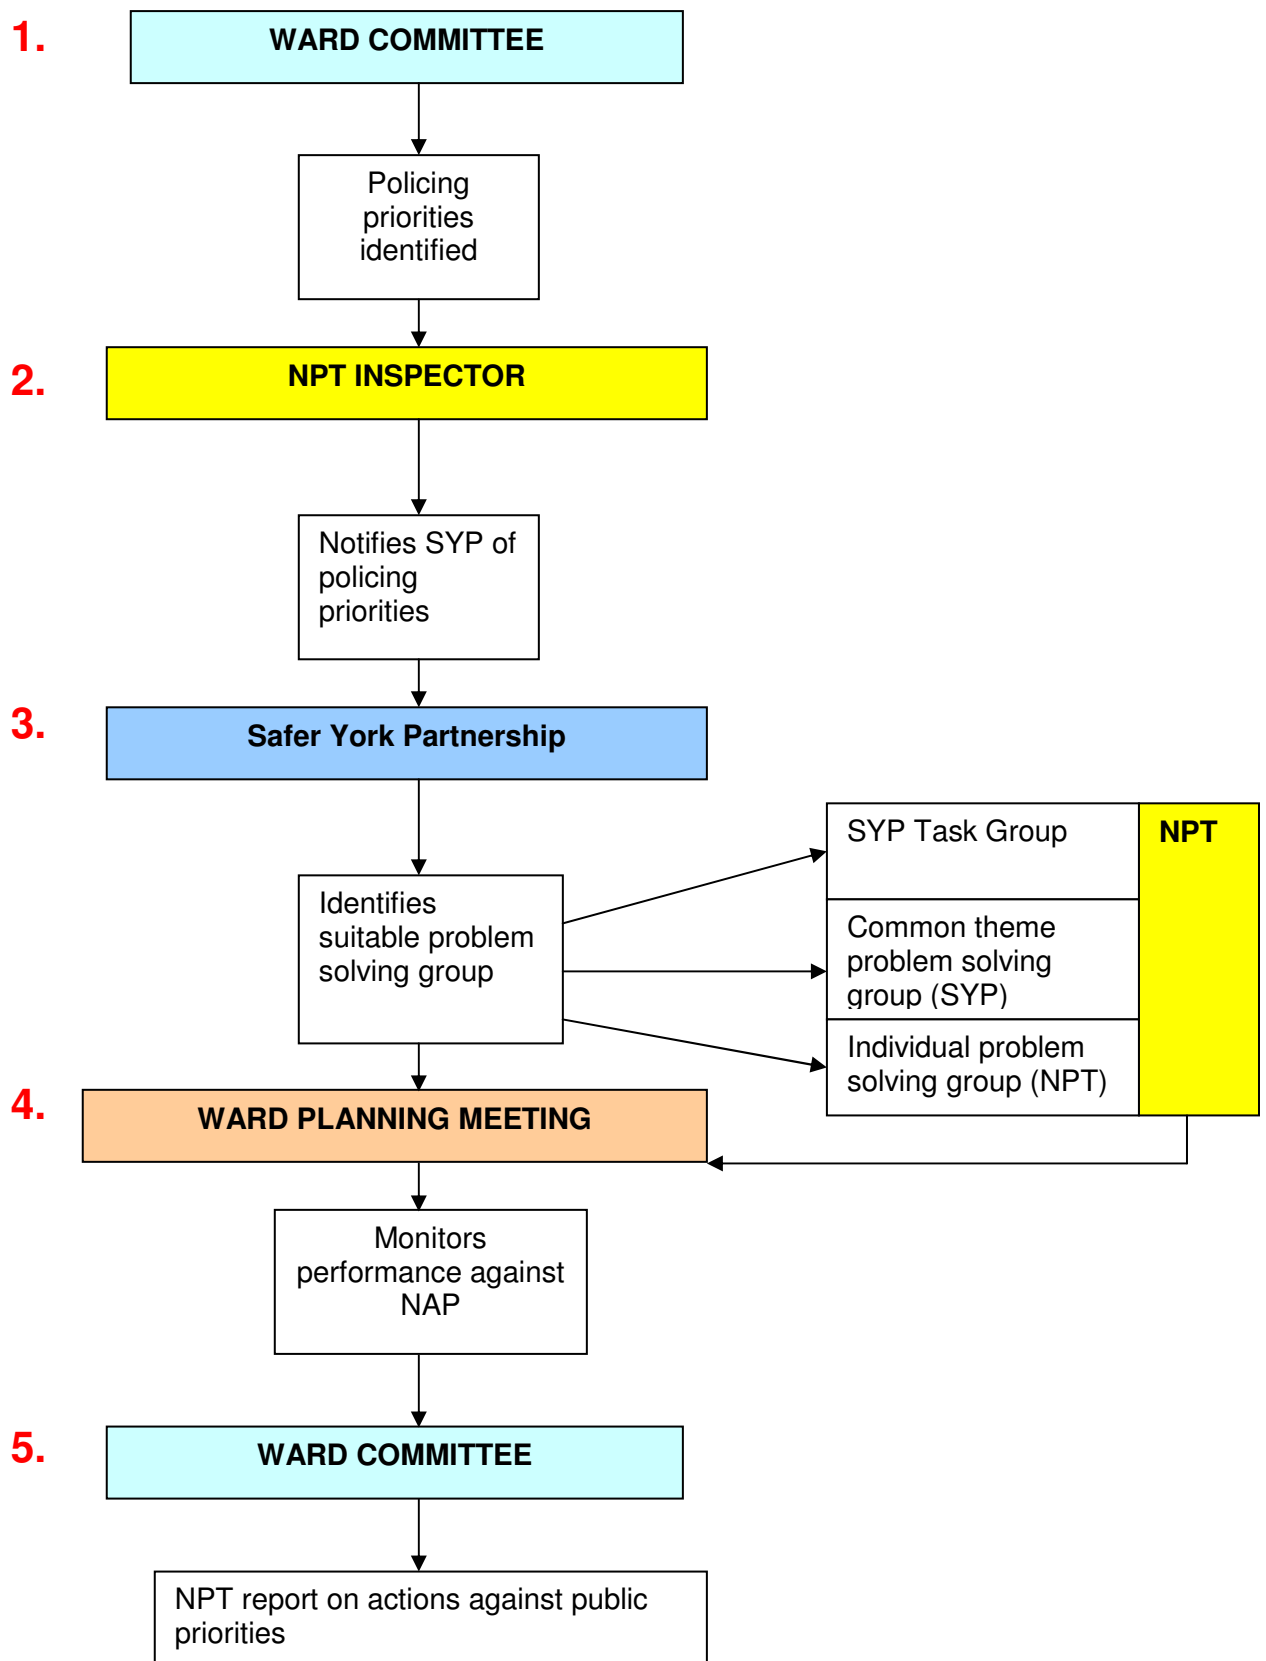 1.
WARD COMMITTEE
Policing
priorities
identified
2.
NPT INSPECTOR
Notifies SYP of
policing
priorities
3.
Safer York Partnership
Identifies
suitable problem
solving group
SYP Task Group
NPT
Common theme
problem solving
group (SYP)
Individual problem
solving group (NPT)
4.
WARD PLANNING MEETING
Monitors
performance against
NAP
5.
WARD COMMITTEE
NPT report on actions against public
priorities